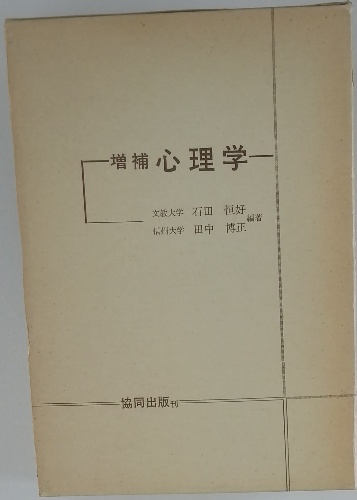 増補 心理学
文教大学 石田 恒好
信州大学 田中 博正
編著
協同出版刊